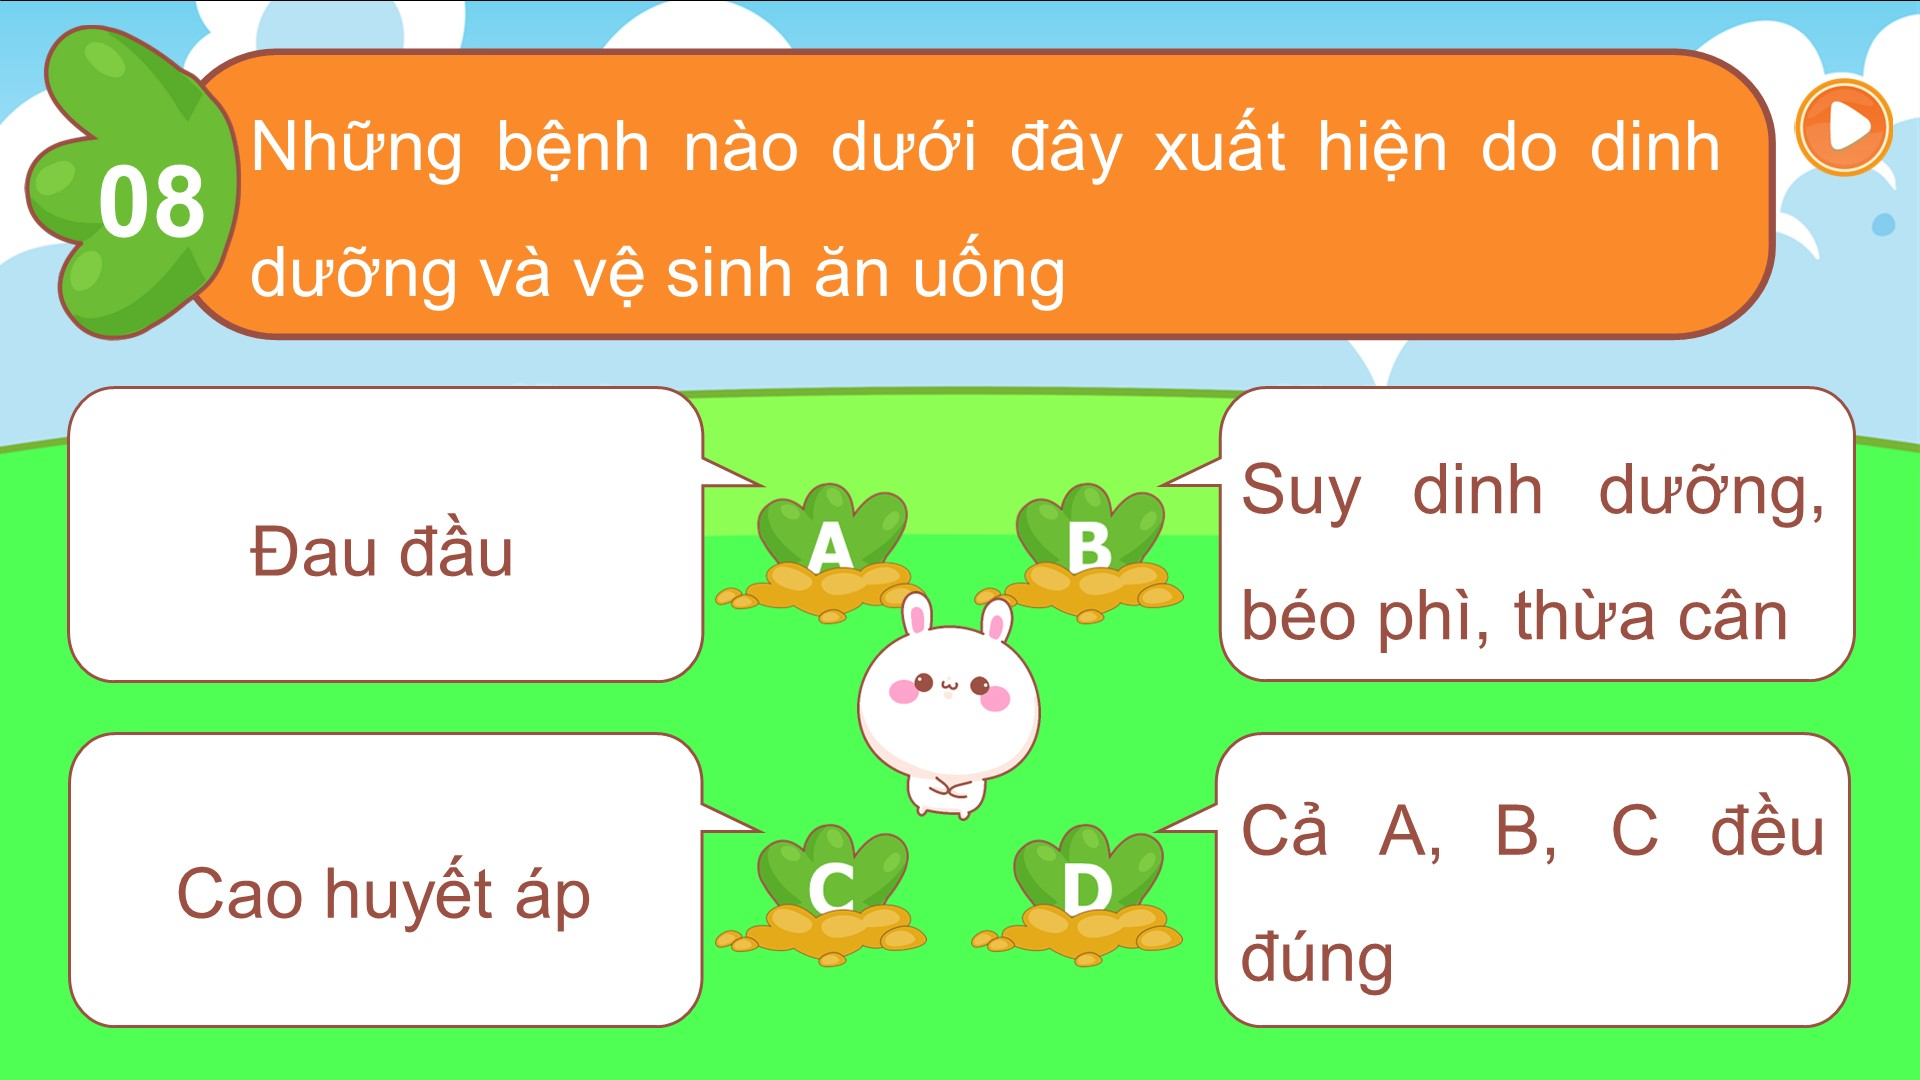 08
Những bệnh nào dưới đây xuất hiện do dinh
dưỡng và vệ sinh ăn uống
Đau đầu
A
B
Suy dinh dưỡng,
béo phì, thừa cân
Cao huyết áp
C
D
Cả A, B, C đều
đúng